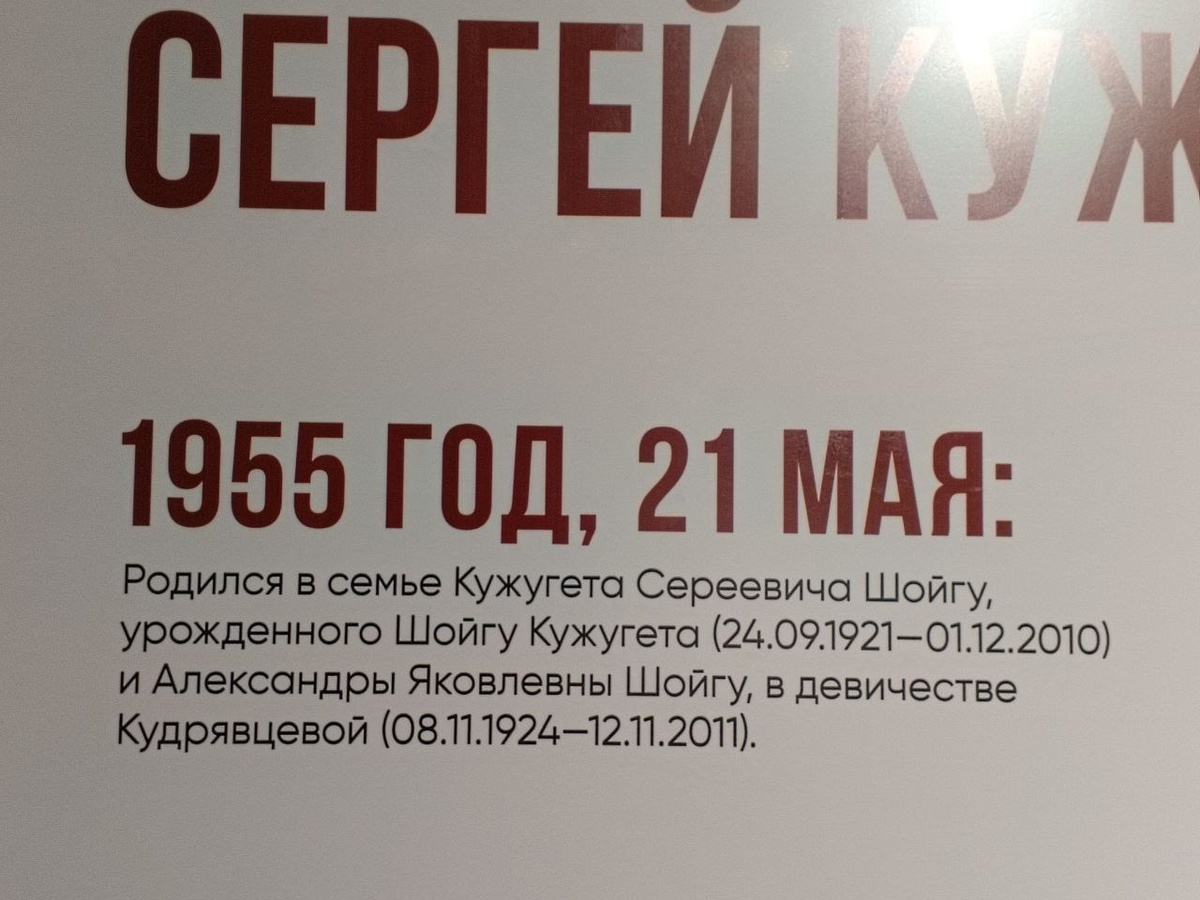 СЕРГЕЙ КУЖ
1955 ГОД, 21 МАЯ:
Родился в семье Кужугета Сереевича Шойгу,
урожденного Шойгу Кужугета (24.09.1921—01.12.2010)
и Александры Яковлевны Шойгу, в девичестве
Кудрявцевой (08.11.1924—12.11.2011).